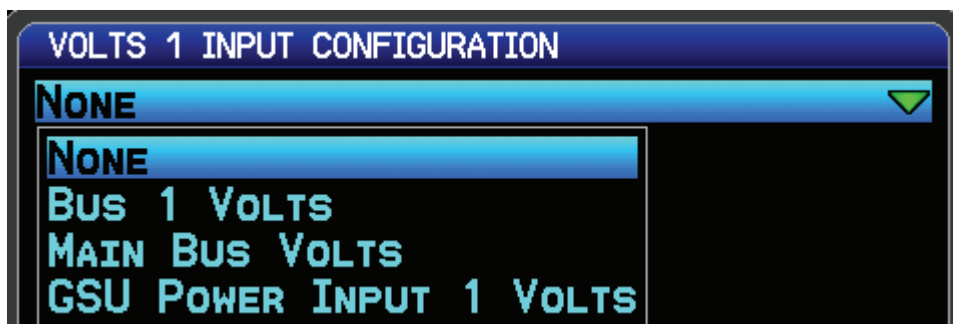 VOLTS 1 INPUT CONFIGURATION
NONE
NONE
BUS 1 VOLTS
MAIN BUS VOLTS
GSU POWER INPUT 1 VOLTS